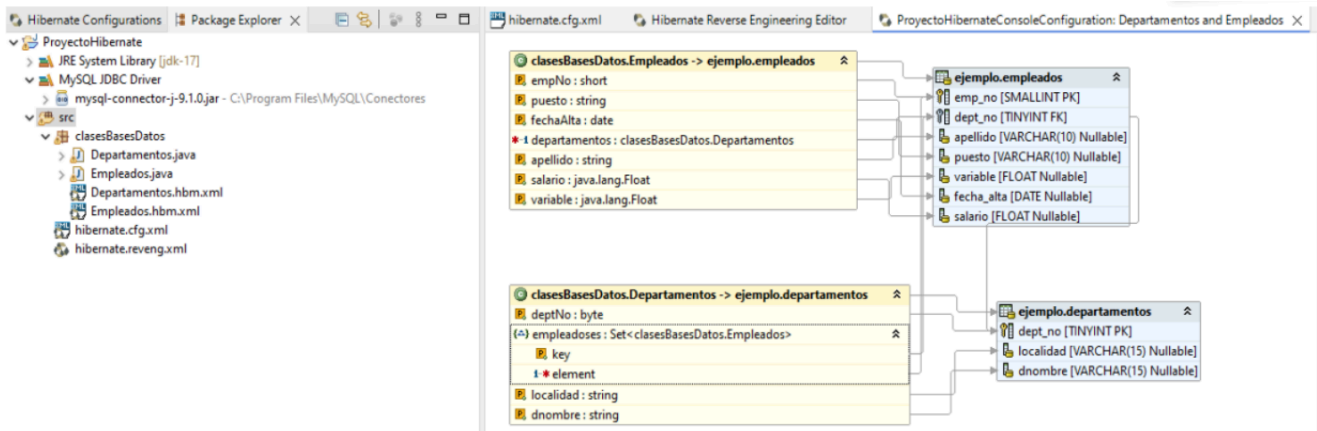 Hibernate Configurations
Package Explorer
ProyectoHibernate
JRE System Library [jdk-17]
MySQL JDBC Driver
mysql-connector-j-9.1.0.jar - C:\Program Files\MySQL\Conectores
src
clasesBasesDatos
Departamentos.java
Empleados.java
Departamentos.hbm.xml
Empleados.hbm.xml
hibernate.cfg.xml
hibernate.reveng.xml
hibernate.cfg.xml
Hibernate Reverse Engineering Editor
ProyectoHibernateConsoleConfiguration: Departamentos and Empleados
clasesBasesDatos.Empleados -> ejemplo.empleados
empNo : short
puesto : string
fechaAlta : date
departamentos : clasesBasesDatos.Departamentos
apellido : string
salario : java.lang.Float
variable : java.lang.Float
ejemplo.empleados
emp_no [SMALLINT PK]
dept_no [TINYINT FK]
apellido [VARCHAR(10) Nullable]
puesto [VARCHAR(10) Nullable]
variable [FLOAT Nullable]
fecha_alta [DATE Nullable]
salario [FLOAT Nullable]
clasesBasesDatos.Departamentos -> ejemplo.departamentos
deptNo : byte
empleadoses : Set<clasesBasesDatos.Empleados>
key
element
localidad : string
dnombre : string
ejemplo.departamentos
dept_no [TINYINT PK]
localidad [VARCHAR(15) Nullable]
dnombre [VARCHAR(15) Nullable]